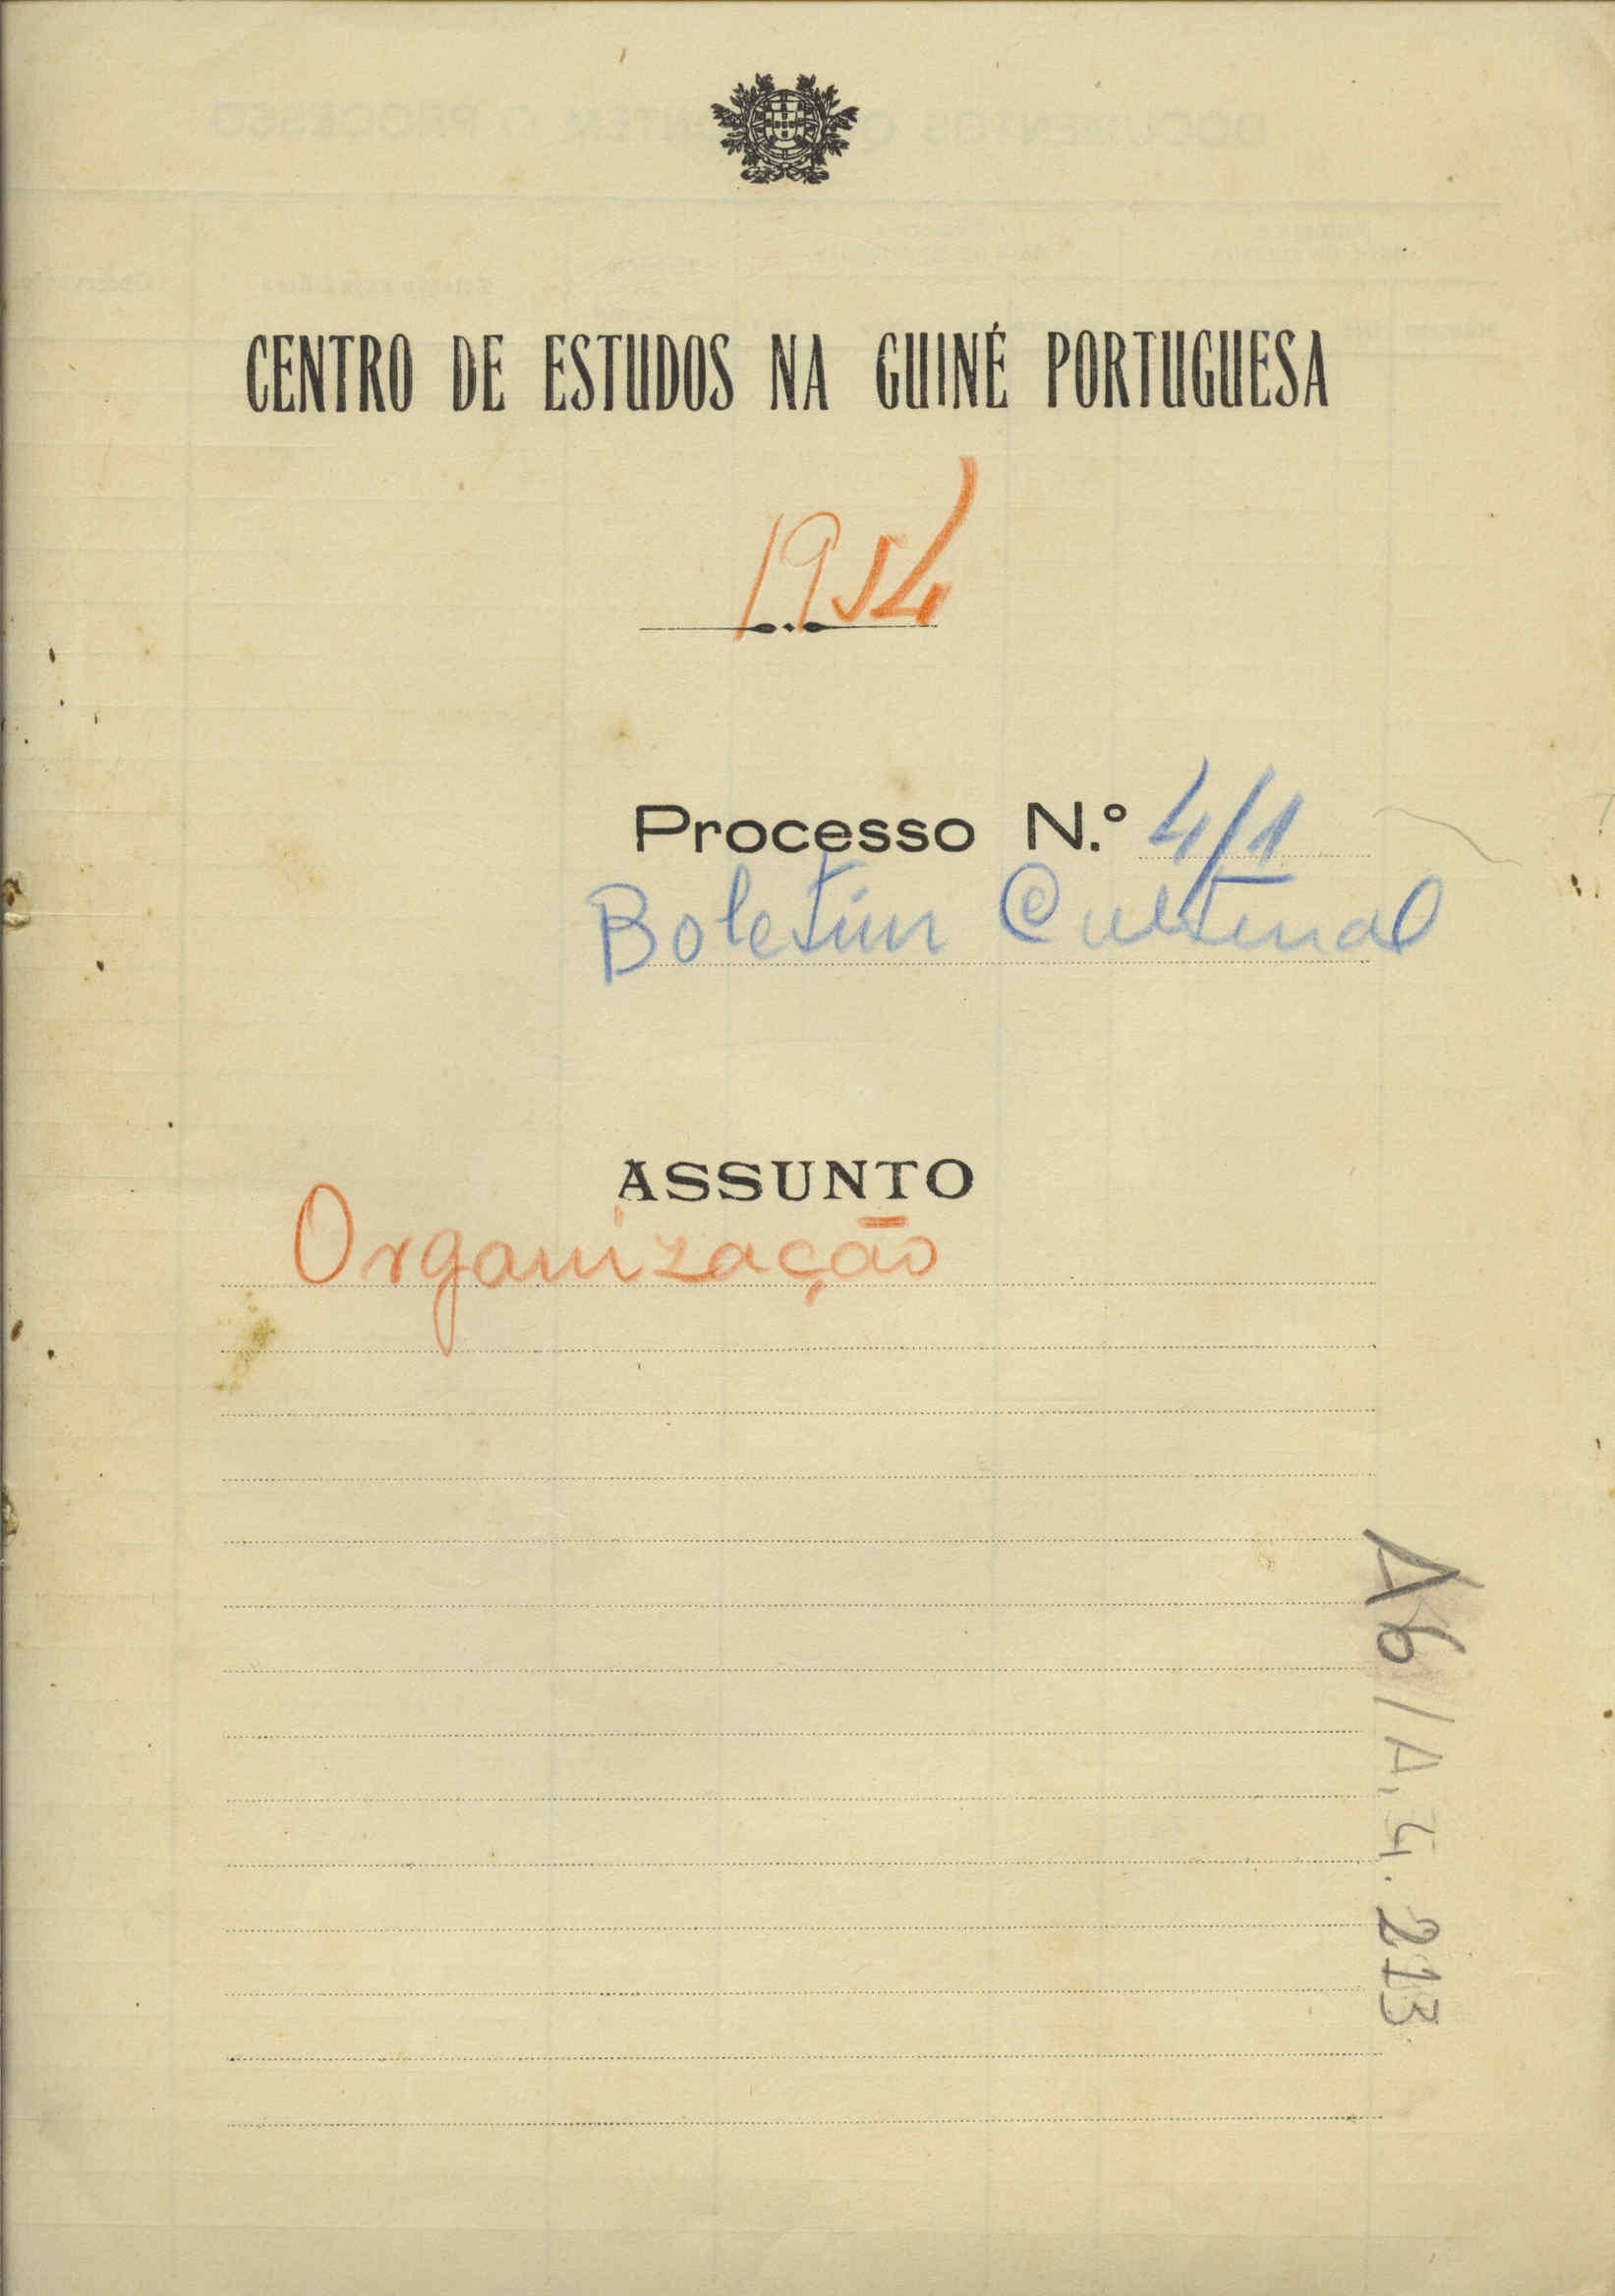 CENTRO DE ESTUDOS NA GUINÉ PORTUGUESA
1954
Processo N.º 4/1
Boletim Cultural
ASSUNTO
Organização
A6/A.4.213